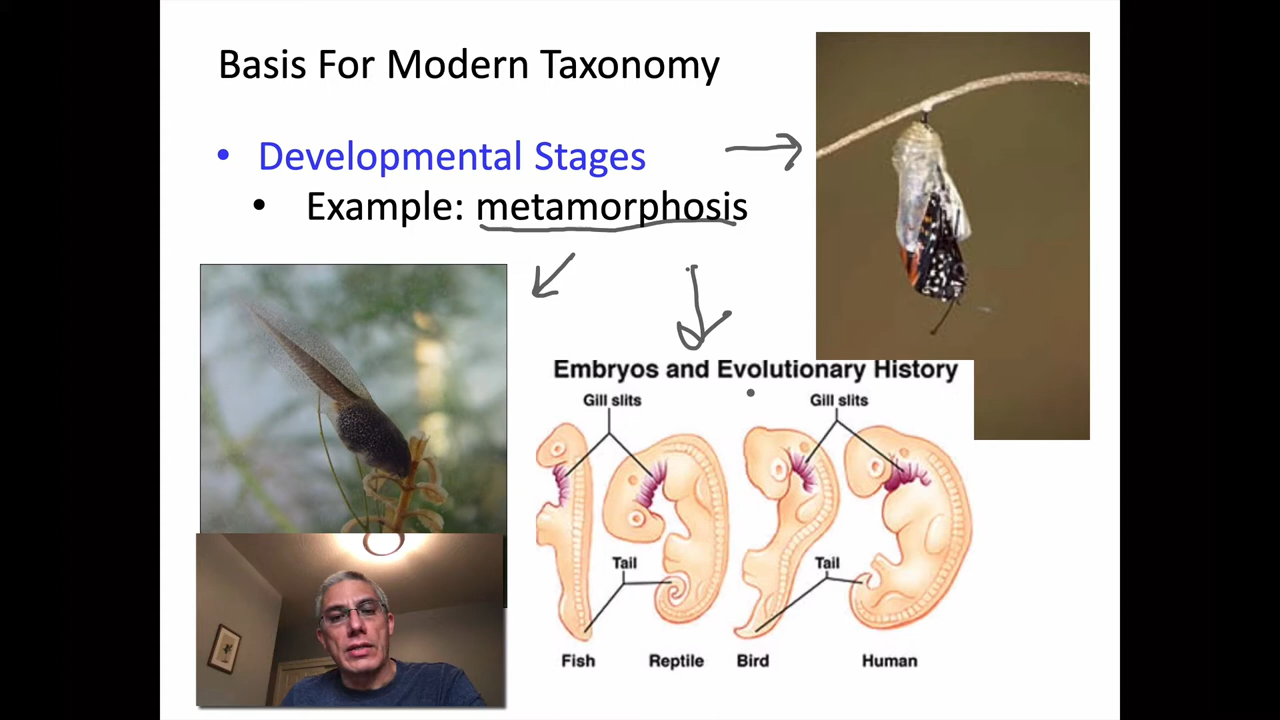 Basis For Modern Taxonomy
• Developmental Stages
• Example: metamorphosis
Embryos and Evolutionary History
Gill slits
Gill slits
Tail
Tail
Fish
Reptile
Bird
Human